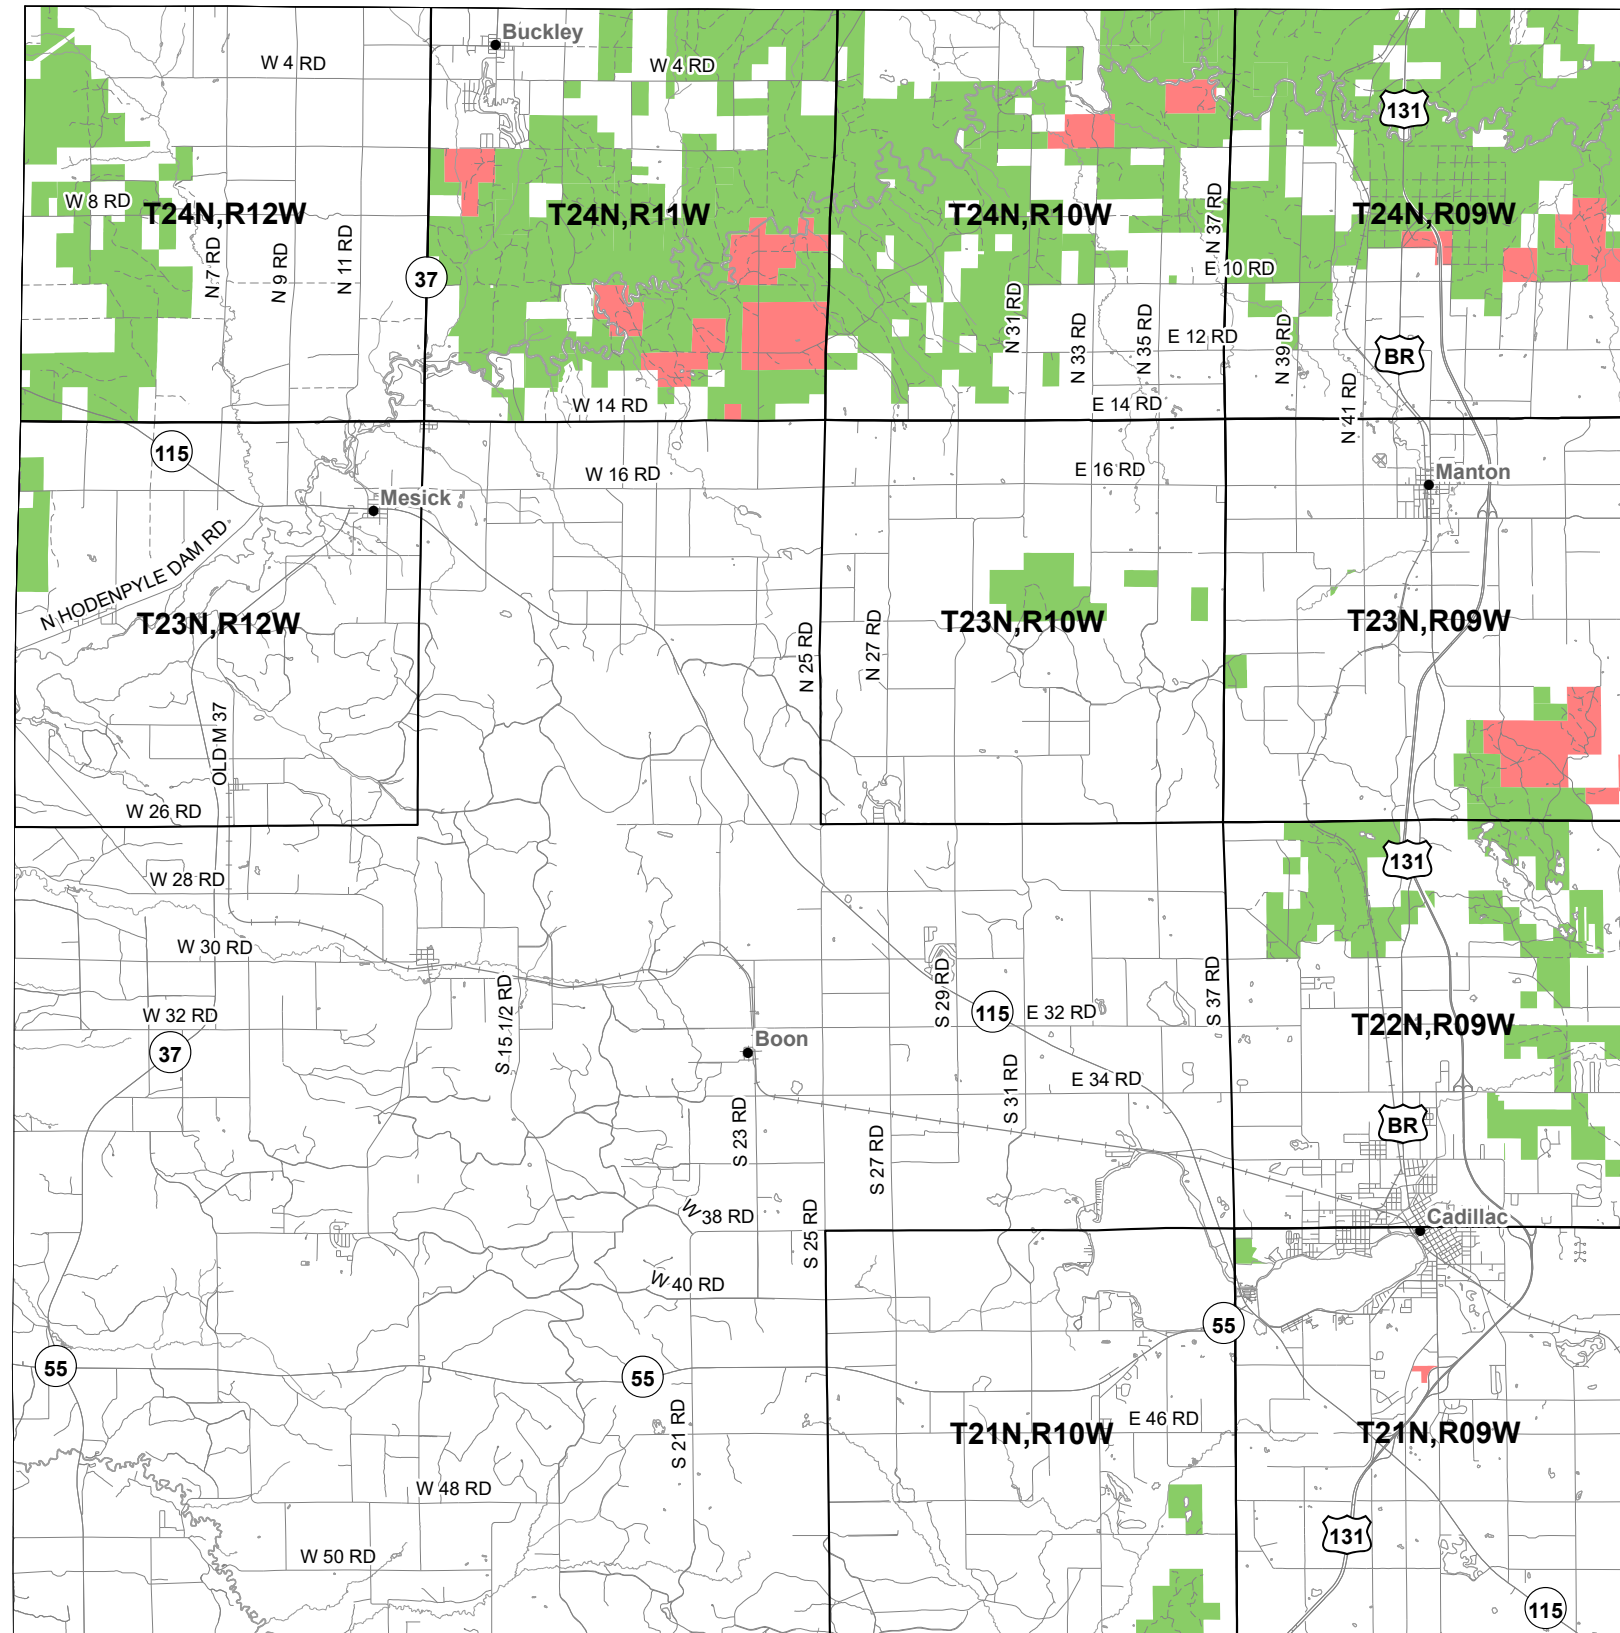 Buckley
W 4 RD
W 4 RD
131
W 8 RD
T24N,R12W
T24N,R11W
T24N,R10W
T24N,R09W
N 7 RD
N 9 RD
N 11 RD
37
N 37 RD
E 10 RD
N 31 RD
N 33 RD
N 35 RD
E 12 RD
N 39 RD
BR
N 41 RD
W 14 RD
E 14 RD
115
W 16 RD
E 16 RD
Manton
Mesick
N HODENPYLE DAM RD
T23N,R12W
T23N,R10W
T23N,R09W
N 25 RD
N 27 RD
OLD M 37
W 26 RD
131
W 28 RD
W 30 RD
S 15 1/2 RD
S 29 RD
S 37 RD
W 32 RD
115
E 32 RD
T22N,R09W
37
Boon
S 31 RD
E 34 RD
S 23 RD
BR
S 27 RD
W 38 RD
S 25 RD
Cadillac
W 40 RD
55
55
55
S 21 RD
E 46 RD
T21N,R10W
T21N,R09W
W 48 RD
131
W 50 RD
115